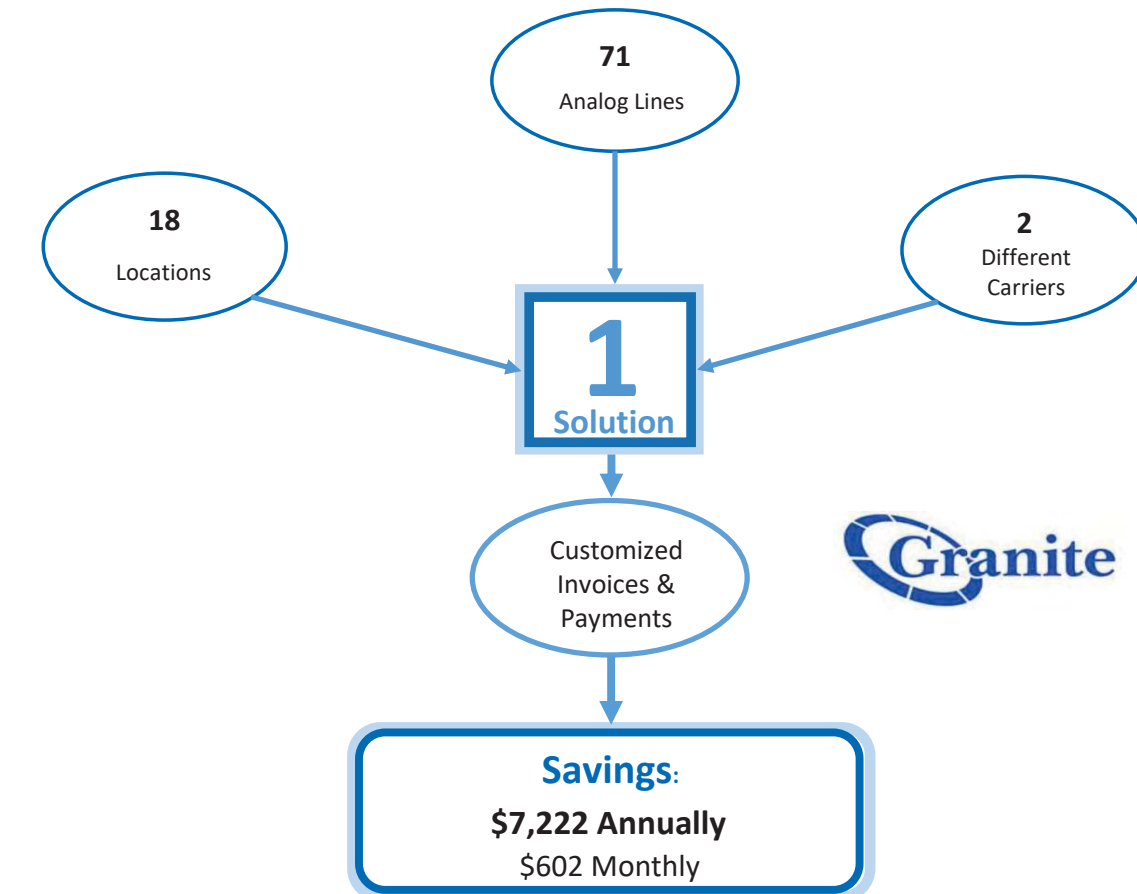 71
Analog Lines
18
Locations
2
Different
Carriers
1
Solution
Customized
Invoices &
Payments
Granite
Savings:
$7,222 Annually
$602 Monthly